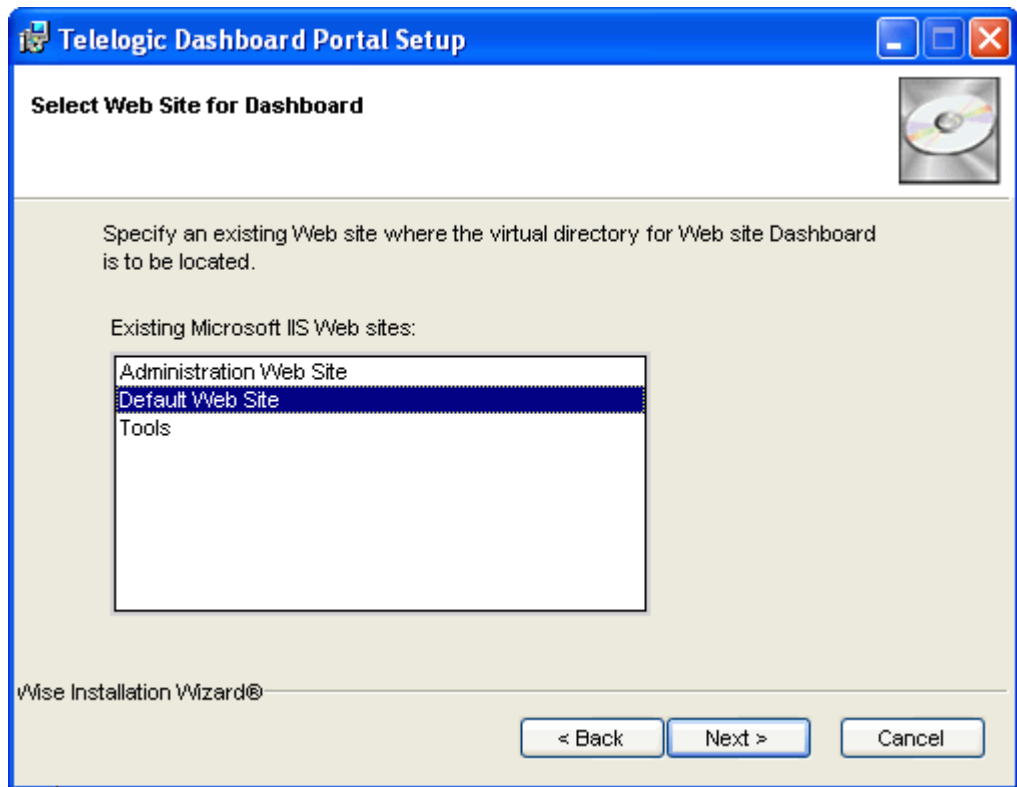 Telelogic Dashboard Portal Setup
Select Web Site for Dashboard
Specify an existing Web site where the virtual directory for Web site Dashboard
is to be located.
Existing Microsoft IIS Web sites:
Administration Web Site
Default Web Site
Tools
Wise Installation Wizard®
< Back
Next >
Cancel